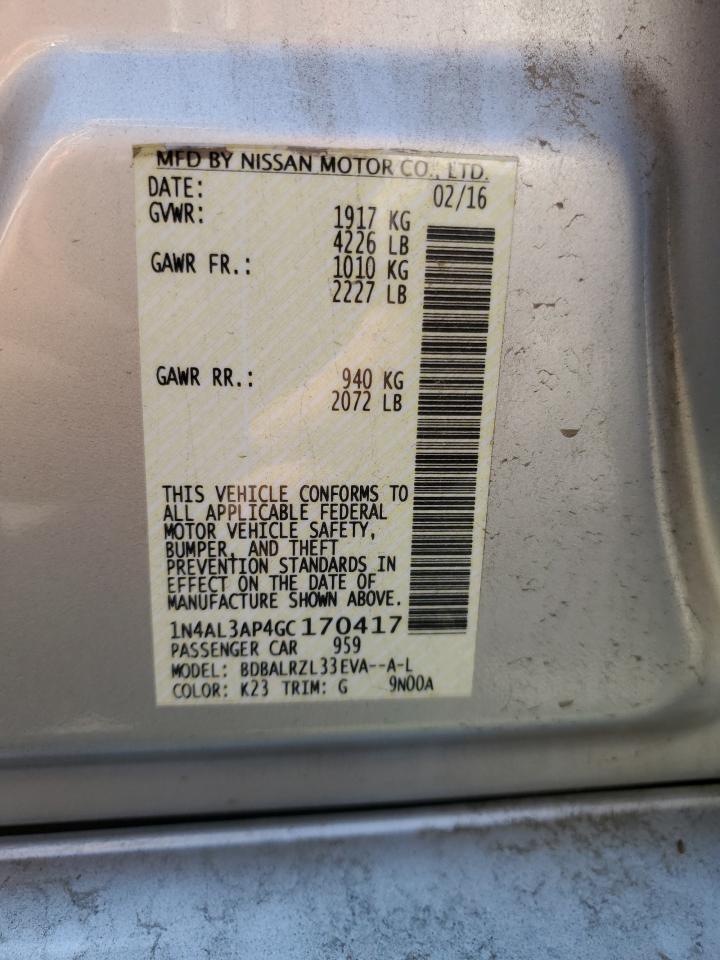 MFD BY NISSAN MOTOR CO., LTD.
DATE: 02/16
GVWR: 1917 KG
4226 LB
GAWR FR.: 1010 KG
2227 LB
GAWR RR.: 940 KG
2072 LB
THIS VEHICLE CONFORMS TO
ALL APPLICABLE FEDERAL
MOTOR VEHICLE SAFETY,
BUMPER, AND THEFT
PREVENTION STANDARDS IN
EFFECT ON THE DATE OF
MANUFACTURE SHOWN ABOVE.
1N4AL3AP4GC170417
PASSENGER CAR 959
MODEL: BDBALRZL33EVA--A-L
COLOR: K23 TRIM: G 9N00A